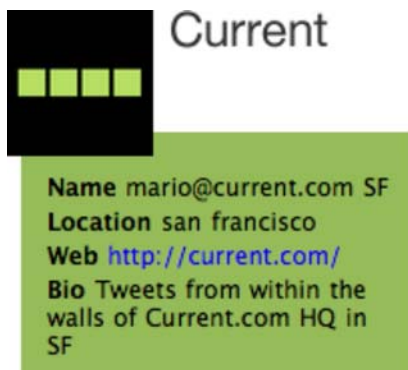 Current
Name mario@current.com SF
Location san francisco
Web http://current.com/
Bio Tweets from within the
walls of Current.com HQ in
SF